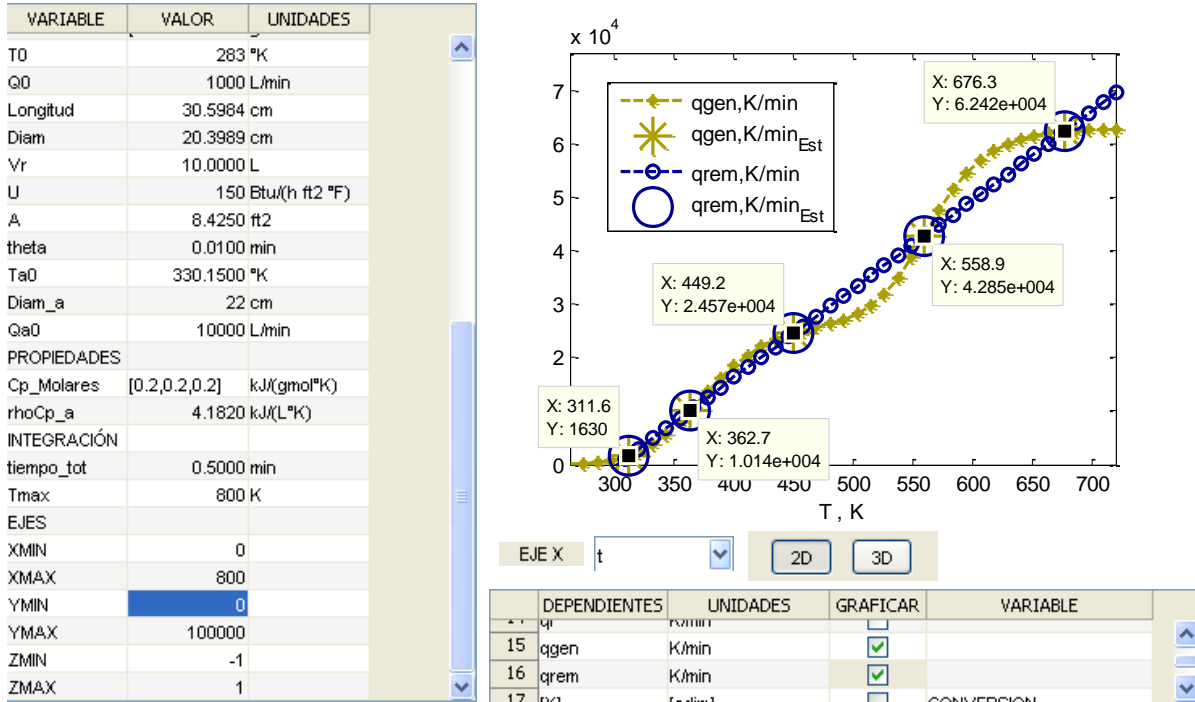 VARIABLE VALOR UNIDADES
T0 283 °K
Q0 1000 L/min
Longitud 30.5984 cm
Diam 20.3989 cm
Vr 10.0000 L
U 150 Btu/(h ft2 °F)
A 8.4250 ft2
theta 0.0100 min
Ta0 330.1500 °K
Diam_a 22 cm
Qa0 10000 L/min
PROPIEDADES
Cp_Molares [0.2,0.2,0.2] kJ/(gmol°K)
rhoCp_a 4.1820 kJ/(L°K)
INTEGRACIÓN
tiempo_tot 0.5000 min
Tmax 800 K
EJES
XMIN 0
XMAX 800
YMIN 0
YMAX 100000
ZMIN -1
ZMAX 1
x 10^4
7
6
5
4
3
2
0
300 350 400 450 500 550 600 650 700
T , K
qgen,K/min
qgen,K/min_Est
qrem,K/min
qrem,K/min_Est
X: 676.3
Y: 6.242e+004
X: 558.9
Y: 4.285e+004
X: 449.2
Y: 2.457e+004
X: 311.6
Y: 1630
X: 362.7
Y: 1.014e+004
EJE X t 2D 3D
DEPENDIENTES UNIDADES GRAFICAR VARIABLE
15 qgen K/min
16 qrem K/min
17 CONVERSION